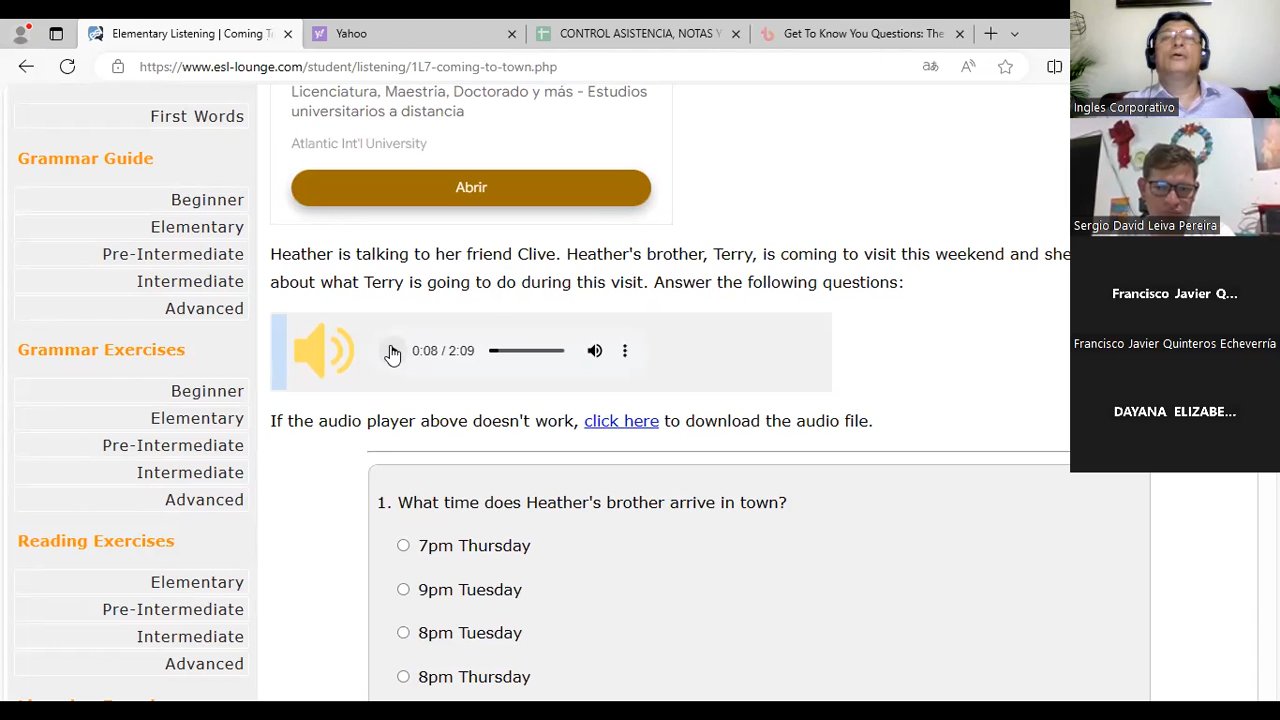 Elementary Listening | Coming T
Yahoo
CONTROL ASISTENCIA, NOTAS Y
Get To Know You Questions: The
https://www.esl-lounge.com/student/listening/1L7-coming-to-town.php
First Words
Grammar Guide
Beginner
Elementary
Pre-Intermediate
Intermediate
Advanced
Grammar Exercises
Beginner
Elementary
Pre-Intermediate
Intermediate
Advanced
Reading Exercises
Elementary
Pre-Intermediate
Intermediate
Advanced
Licenciatura, Maestría, Doctorado y más - Estudios
universitarios a distancia
Atlantic Int'l University
Abrir
Heather is talking to her friend Clive. Heather's brother, Terry, is coming to visit this weekend and she
about what Terry is going to do during this visit. Answer the following questions:
0:08 / 2:09
If the audio player above doesn't work, click here to download the audio file.
1. What time does Heather's brother arrive in town?
7pm Thursday
9pm Tuesday
8pm Tuesday
8pm Thursday
Ingles Corporativo
Sergio David Leiva Pereira
Francisco Javier Q...
Francisco Javier Quinteros Echeverría
DAYANA ELIZABE...